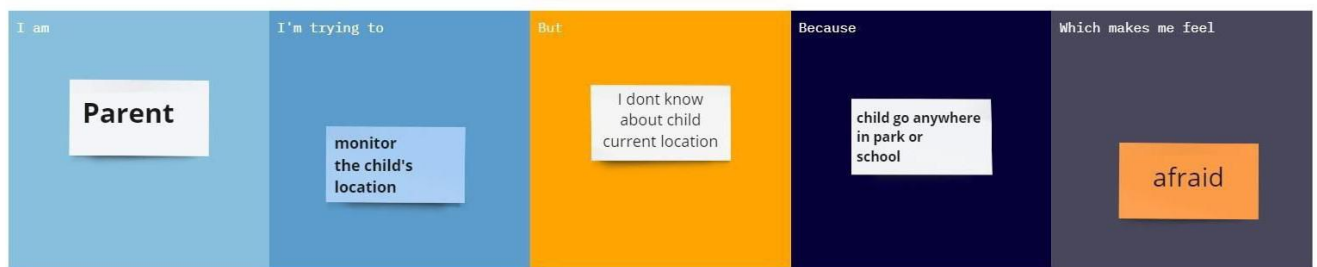 I am
Parent
I'm trying to
monitor
the child's
location
But
I dont know
about child
current location
Because
child go anywhere
in park or
school
Which makes me feel
afraid